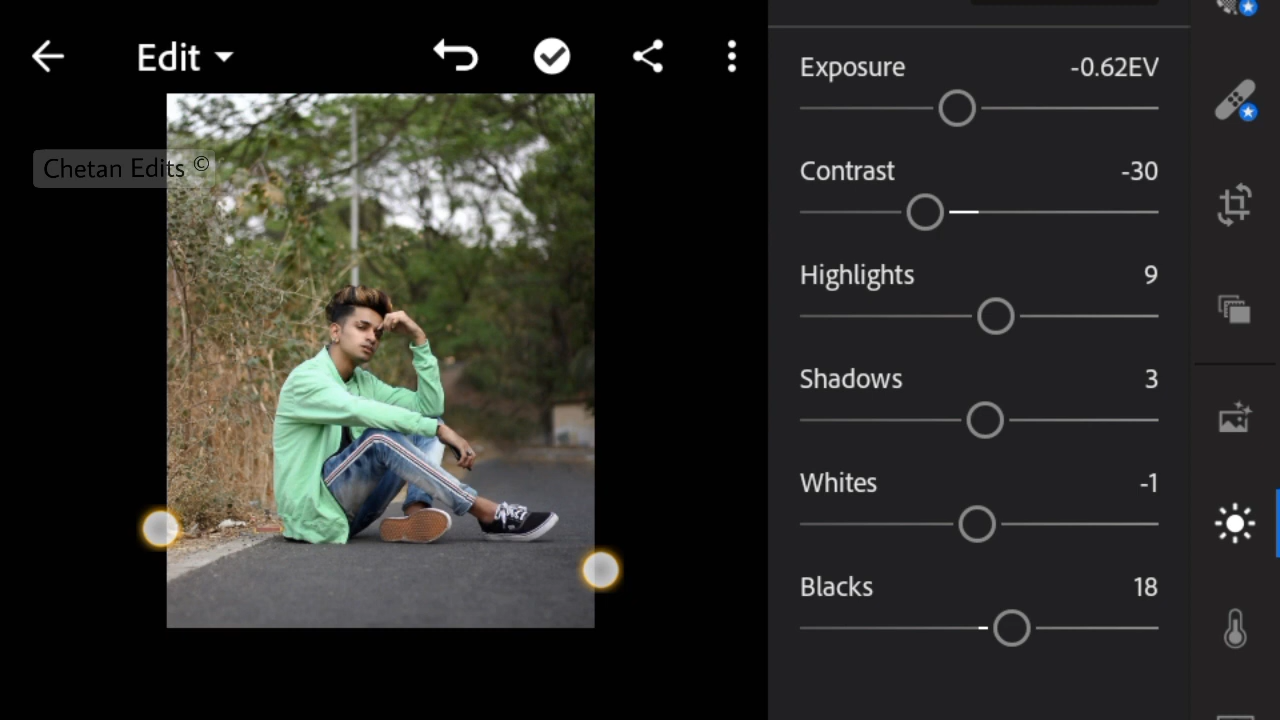 Edit
Chetan Edits ©
Exposure -0.62EV
Contrast -30
Highlights 9
Shadows 3
Whites -1
Blacks 18